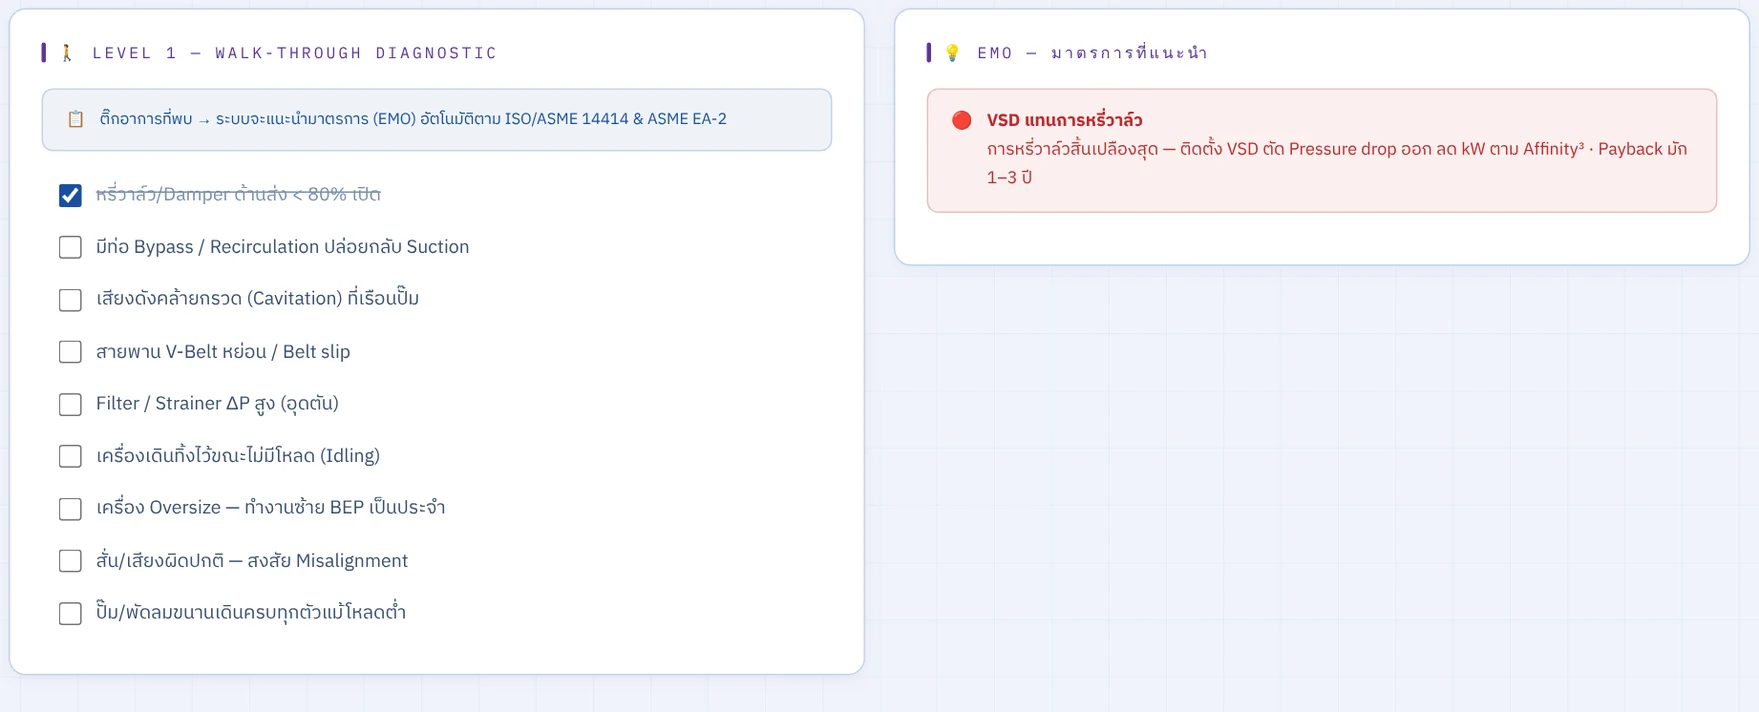 LEVEL 1 — WALK-THROUGH DIAGNOSTIC
ติ๊กอาการที่พบ → ระบบจะแนะนำมาตรการ (EMO) อัตโนมัติตาม ISO/ASME 14414 & ASME EA-2
หรี่วาล์ว/Damper ด้านส่ง < 80% เปิด
มีท่อ Bypass / Recirculation ปล่อยกลับ Suction
เสียงดังคล้ายกรวด (Cavitation) ที่เรือนปั๊ม
สายพาน V-Belt หย่อน / Belt slip
Filter / Strainer ΔP สูง (อุดตัน)
เครื่องเดินทิ้งไว้ขณะไม่มีโหลด (Idling)
เครื่อง Oversize — ทำงานซ้าย BEP เป็นประจำ
สั่น/เสียงผิดปกติ — สงสัย Misalignment
ปั๊ม/พัดลมขนานเดินครบทุกตัวแม้โหลดต่ำ
EMO — มาตรการที่แนะนำ
VSD แทนการหรี่วาล์ว
การหรี่วาล์วสิ้นเปลืองสุด — ติดตั้ง VSD ตัด Pressure drop ออก ลด kW ตาม Affinity³ · Payback มัก
1–3 ปี